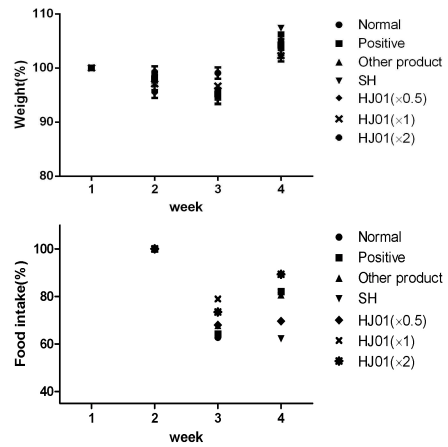 120
110
100
90
80
Weight(%)
1 2 3 4
week
Normal
Positive
Other product
SH
HJ01(×0.5)
HJ01(×1)
HJ01(×2)
100
80
60
40
Food intake(%)
1 2 3 4
week
Normal
Positive
Other product
SH
HJ01(×0.5)
HJ01(×1)
HJ01(×2)